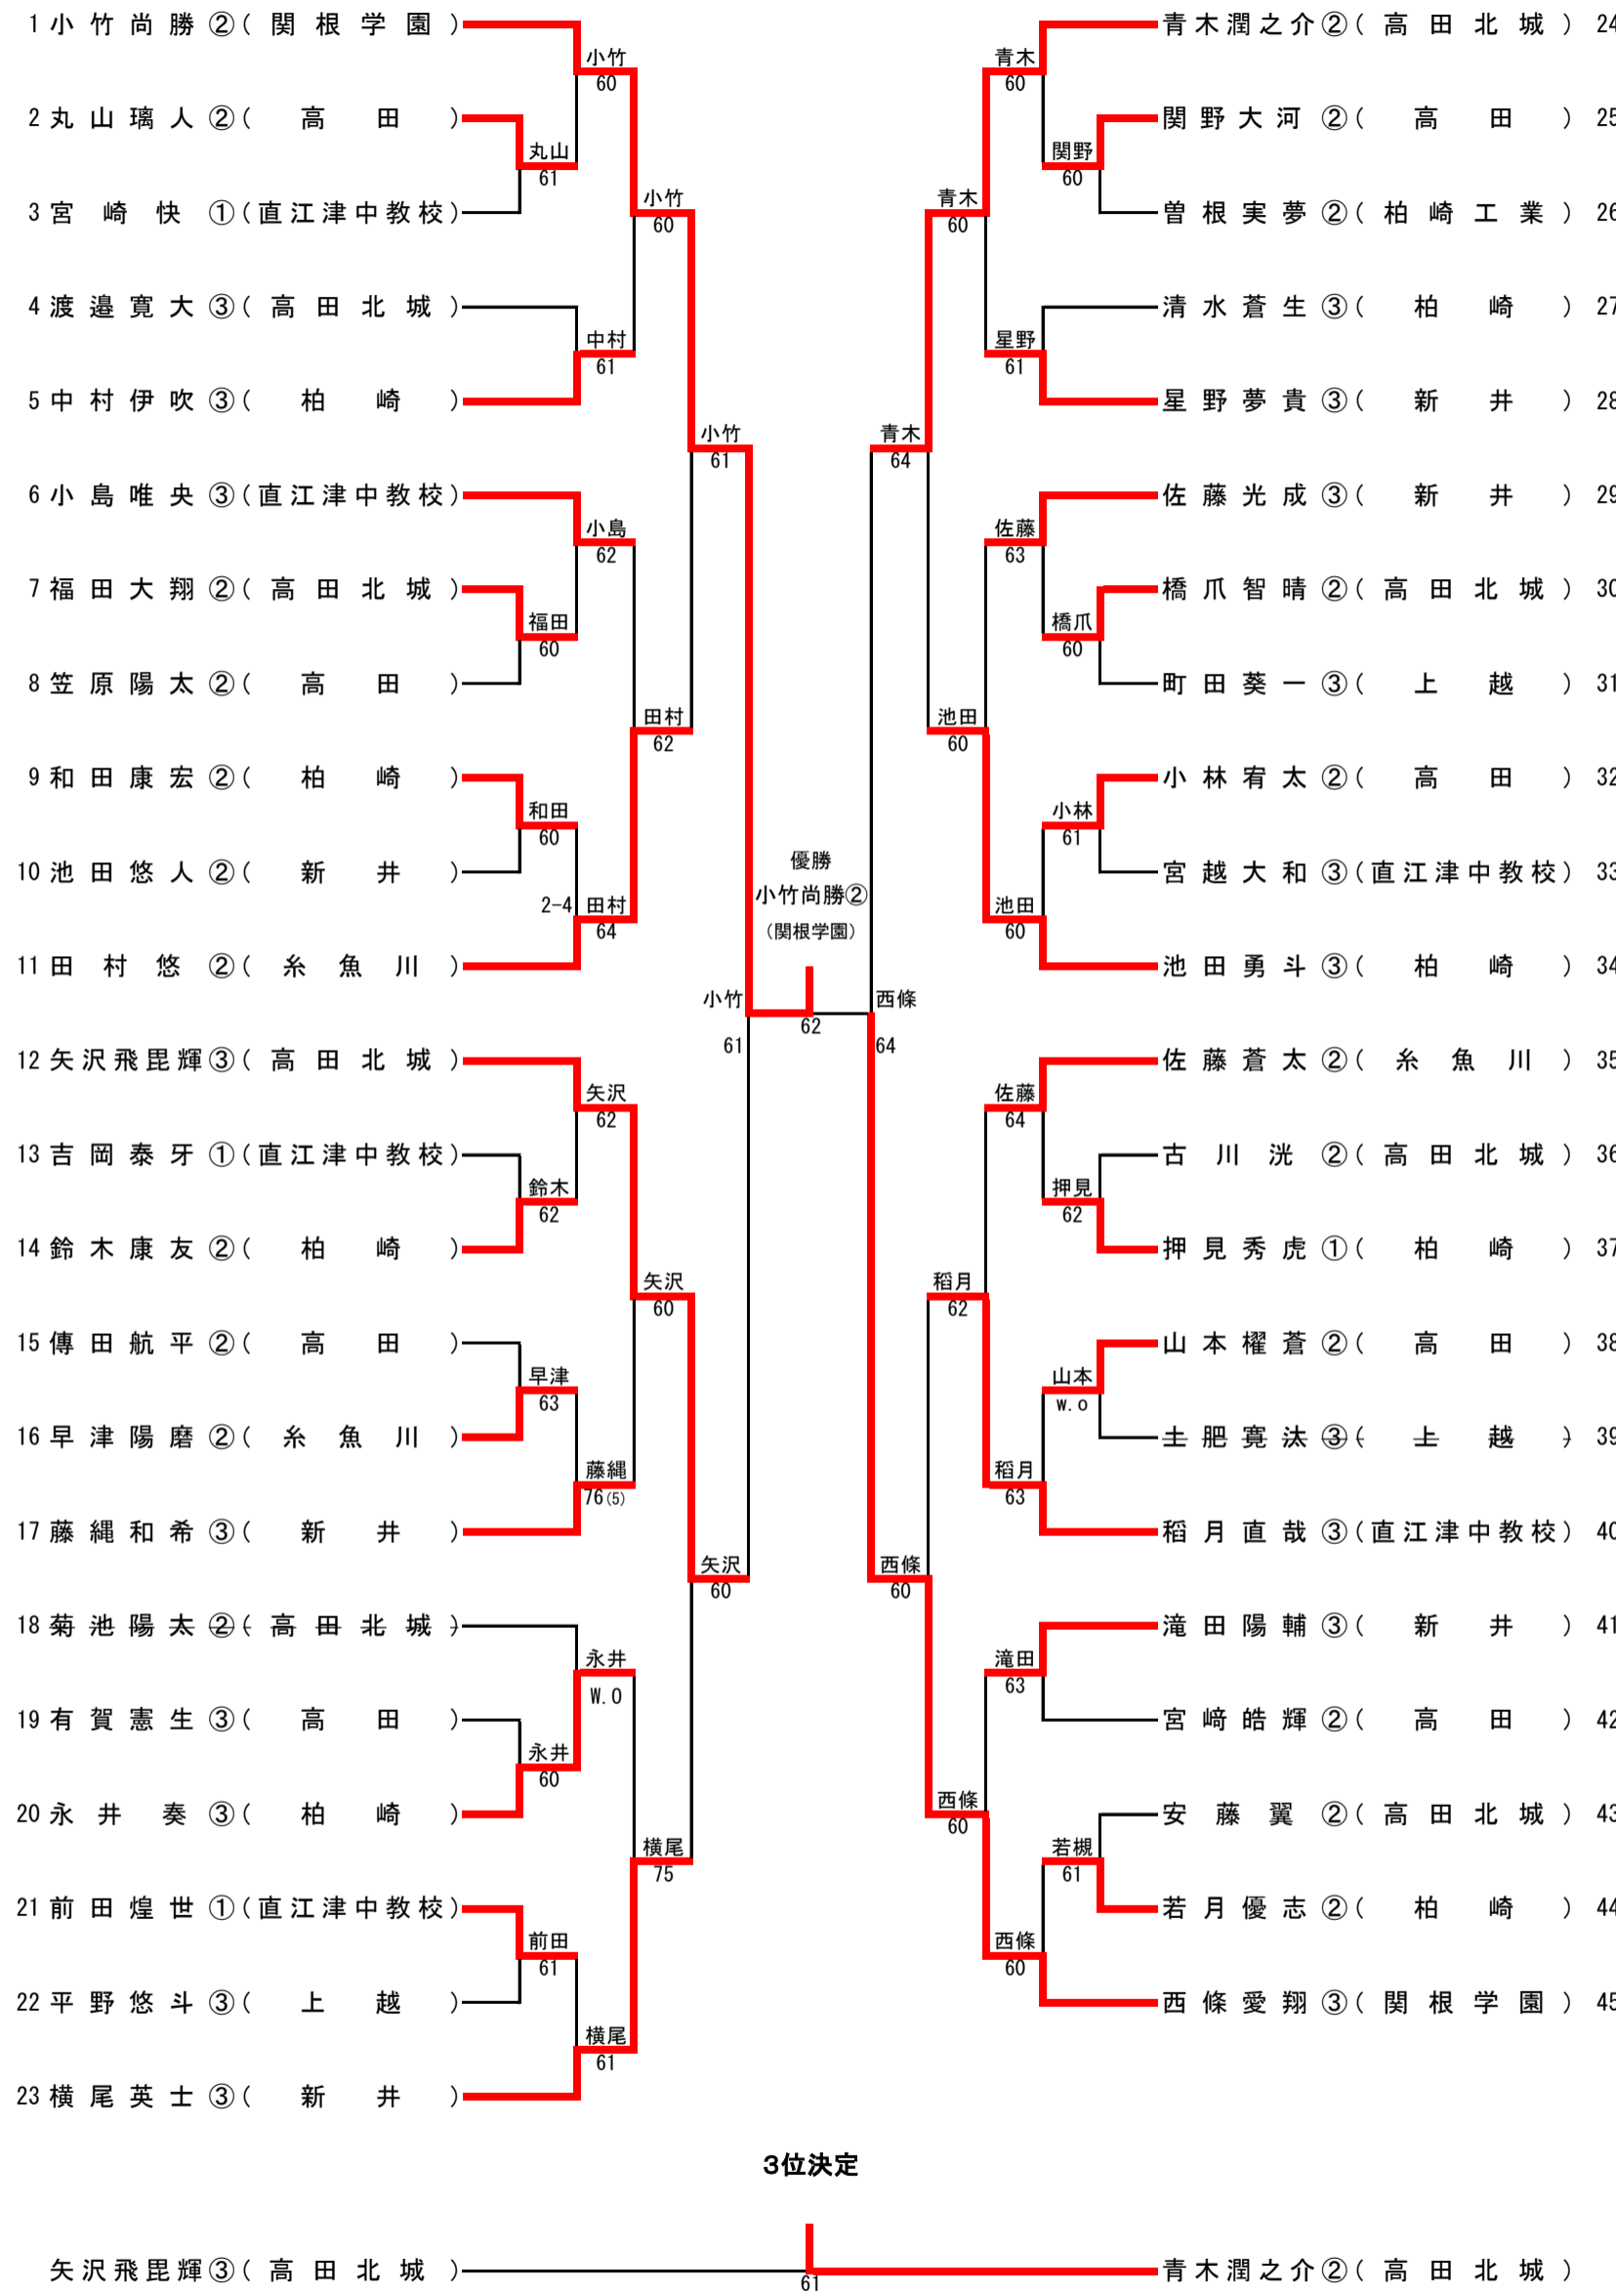 1 小竹尚勝②(関根学園)
小竹
60
2 丸山璃人②(高田)
丸山
61
3 宮崎快①(直江津中教校)
小竹
60
4 渡邉寛大③(高田北城)
中村
61
5 中村伊吹③(柏崎)
小竹
61
6 小島唯央③(直江津中教校)
小島
62
7 福田大翔②(高田北城)
福田
60
8 笠原陽太②(高田)
田村
62
9 和田康宏②(柏崎)
和田
60
10 池田悠人②(新井)
2-4 田村
64
11 田村悠②(糸魚川)
小竹
61
12 矢沢飛毘輝③(高田北城)
矢沢
62
13 吉岡泰牙①(直江津中教校)
鈴木
62
14 鈴木康友②(柏崎)
矢沢
60
15 傳田航平②(高田)
早津
63
16 早津陽磨②(糸魚川)
藤縄
76(5)
17 藤縄和希③(新井)
矢沢
60
18 菊池陽太②(高田北城)
永井
W.O
19 有賀憲生③(高田)
永井
60
20 永井奏③(柏崎)
横尾
75
21 前田煌世①(直江津中教校)
前田
61
22 平野悠斗③(上越)
横尾
61
23 横尾英士③(新井)
優勝
小竹尚勝②
(関根学園)
62
青木潤之介②(高田北城) 24
青木
60
関野大河②(高田) 25
関野
60
曽根実夢②(柏崎工業) 26
青木
60
清水蒼生③(柏崎) 27
星野
61
星野夢貴③(新井) 28
青木
64
佐藤光成③(新井) 29
佐藤
63
橋爪智晴②(高田北城) 30
橋爪
60
町田葵一③(上越) 31
池田
60
小林宥太②(高田) 32
小林
61
宮越大和③(直江津中教校) 33
池田
60
池田勇斗③(柏崎) 34
西條
64
佐藤蒼太②(糸魚川) 35
佐藤
64
古川洸②(高田北城) 36
押見
62
押見秀虎①(柏崎) 37
稻月
62
山本櫂蒼②(高田) 38
山本
w.o
土肥寛汰③(上越) 39
稻月
63
稻月直哉③(直江津中教校) 40
西條
60
滝田陽輔③(新井) 41
滝田
63
宮﨑皓輝②(高田) 42
西條
60
安藤翼②(高田北城) 43
若槻
61
若月優志②(柏崎) 44
西條
60
西條愛翔③(関根学園) 45
3位決定
矢沢飛毘輝③(高田北城)
61
青木潤之介②(高田北城)